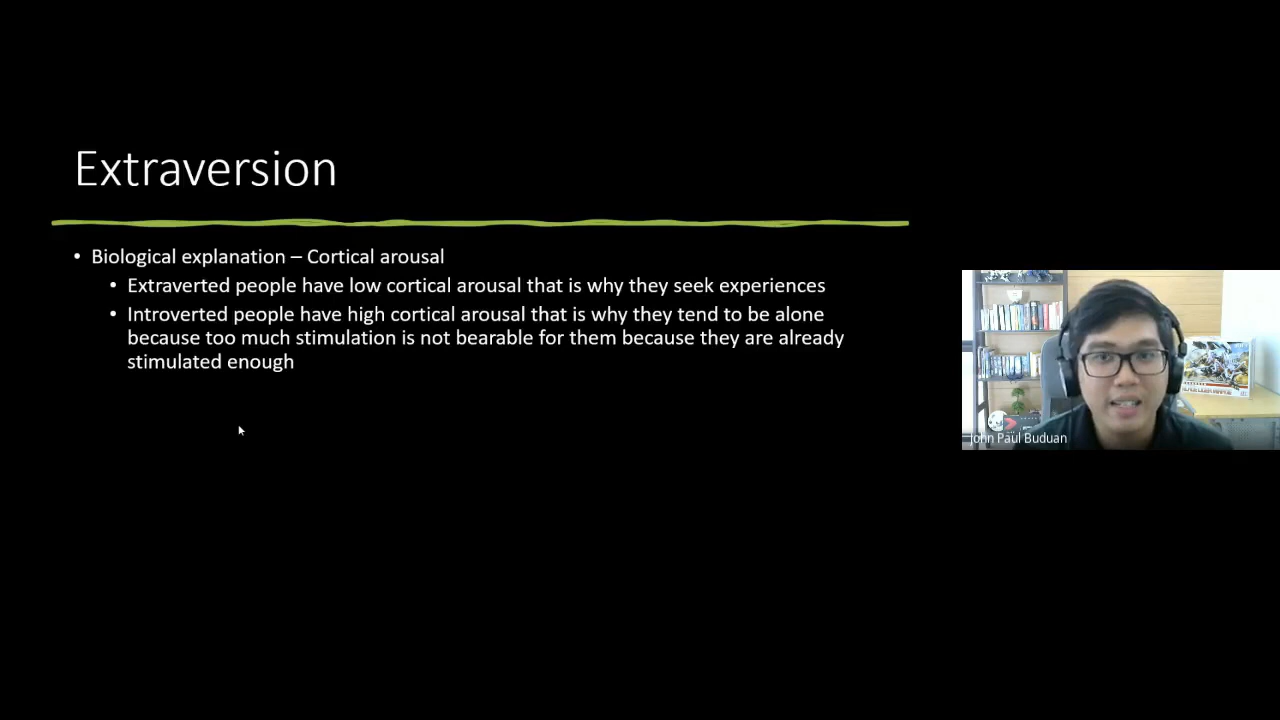 Extraversion
• Biological explanation – Cortical arousal
• Extraverted people have low cortical arousal that is why they seek experiences
• Introverted people have high cortical arousal that is why they tend to be alone
because too much stimulation is not bearable for them because they are already
stimulated enough
John Paul Buduan